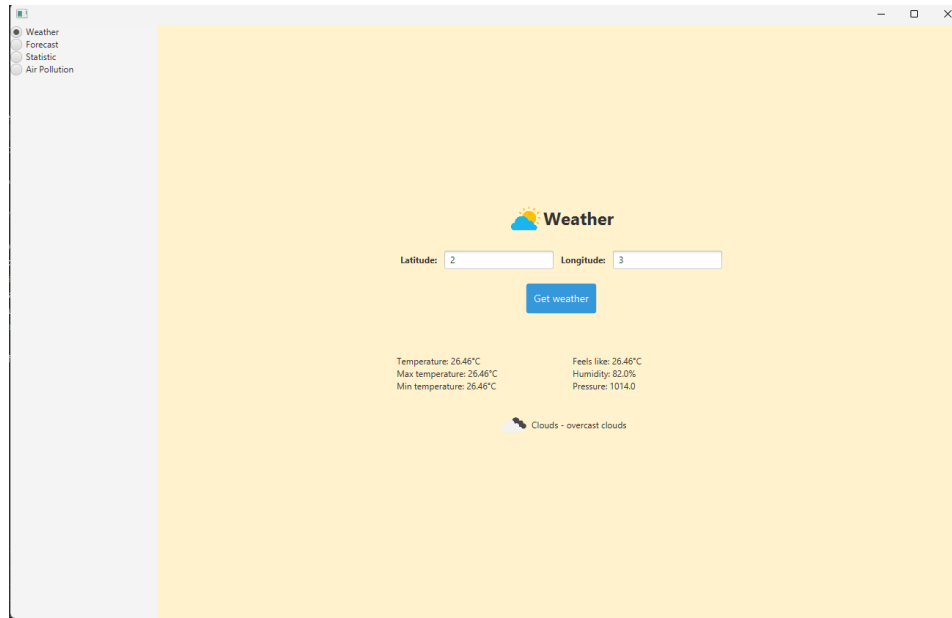 Weather
Forecast
Statistic
Air Pollution
Weather
Latitude: 2 Longitude: 3
Get weather
Temperature: 26.46°C Feels like: 26.46°C
Max temperature: 26.46°C Humidity: 82.0%
Min temperature: 26.46°C Pressure: 1014.0
Clouds - overcast clouds